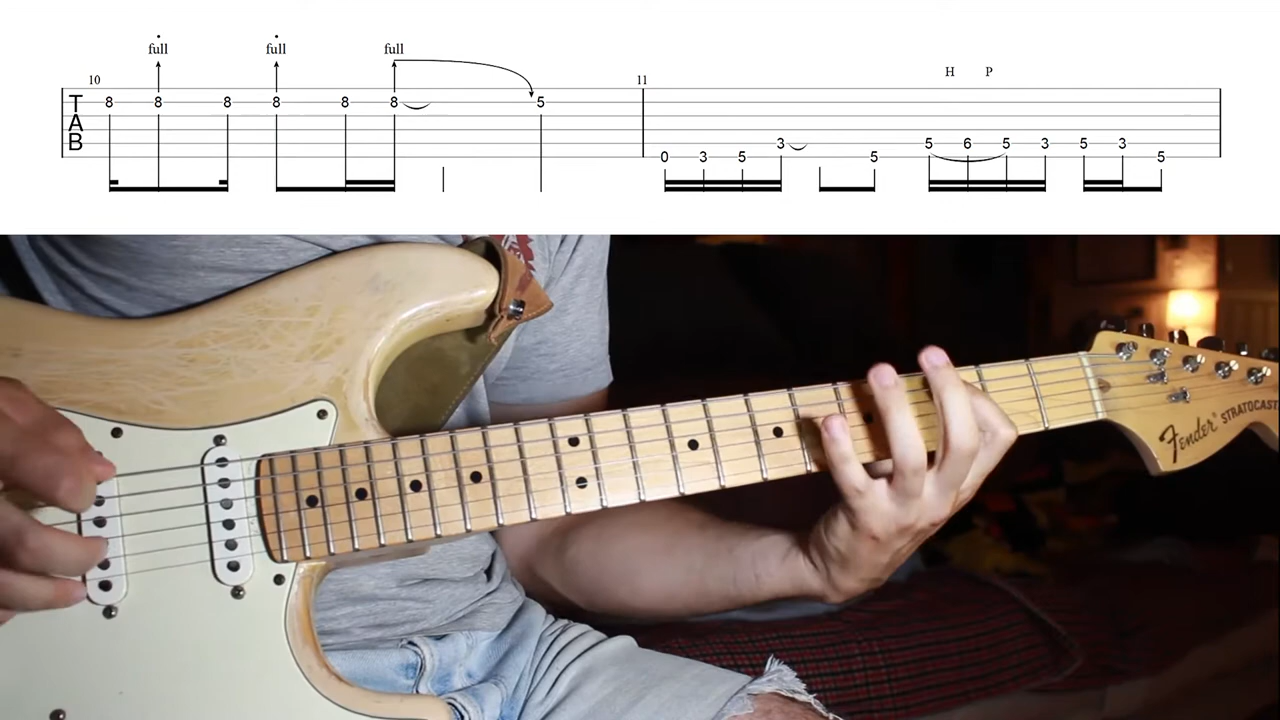 full full full
10 11 H P
T 8 8 8 8 8 8 5
A
B 3 5 6 5 3 5 3
0 3 5 5 5
Fender® STRATOCAST